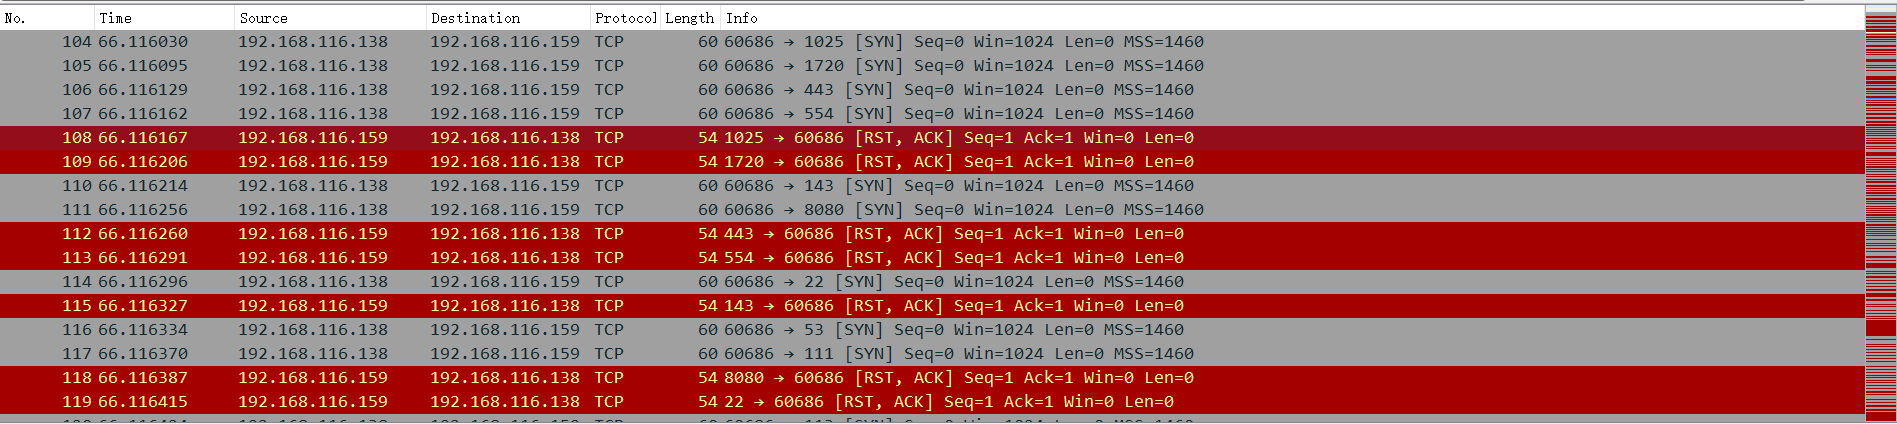 No. Time Source Destination Protocol Length Info
104 66.116030 192.168.116.138 192.168.116.159 TCP 60 60686 → 1025 [SYN] Seq=0 Win=1024 Len=0 MSS=1460
105 66.116095 192.168.116.138 192.168.116.159 TCP 60 60686 → 1720 [SYN] Seq=0 Win=1024 Len=0 MSS=1460
106 66.116129 192.168.116.138 192.168.116.159 TCP 60 60686 → 443 [SYN] Seq=0 Win=1024 Len=0 MSS=1460
107 66.116162 192.168.116.138 192.168.116.159 TCP 60 60686 → 554 [SYN] Seq=0 Win=1024 Len=0 MSS=1460
108 66.116167 192.168.116.159 192.168.116.138 TCP 54 1025 → 60686 [RST, ACK] Seq=1 Ack=1 Win=0 Len=0
109 66.116206 192.168.116.159 192.168.116.138 TCP 54 1720 → 60686 [RST, ACK] Seq=1 Ack=1 Win=0 Len=0
110 66.116214 192.168.116.138 192.168.116.159 TCP 60 60686 → 143 [SYN] Seq=0 Win=1024 Len=0 MSS=1460
111 66.116256 192.168.116.138 192.168.116.159 TCP 60 60686 → 8080 [SYN] Seq=0 Win=1024 Len=0 MSS=1460
112 66.116260 192.168.116.159 192.168.116.138 TCP 54 443 → 60686 [RST, ACK] Seq=1 Ack=1 Win=0 Len=0
113 66.116291 192.168.116.159 192.168.116.138 TCP 54 554 → 60686 [RST, ACK] Seq=1 Ack=1 Win=0 Len=0
114 66.116296 192.168.116.138 192.168.116.159 TCP 60 60686 → 22 [SYN] Seq=0 Win=1024 Len=0 MSS=1460
115 66.116327 192.168.116.159 192.168.116.138 TCP 54 143 → 60686 [RST, ACK] Seq=1 Ack=1 Win=0 Len=0
116 66.116334 192.168.116.138 192.168.116.159 TCP 60 60686 → 53 [SYN] Seq=0 Win=1024 Len=0 MSS=1460
117 66.116370 192.168.116.138 192.168.116.159 TCP 60 60686 → 111 [SYN] Seq=0 Win=1024 Len=0 MSS=1460
118 66.116387 192.168.116.159 192.168.116.138 TCP 54 8080 → 60686 [RST, ACK] Seq=1 Ack=1 Win=0 Len=0
119 66.116415 192.168.116.159 192.168.116.138 TCP 54 22 → 60686 [RST, ACK] Seq=1 Ack=1 Win=0 Len=0